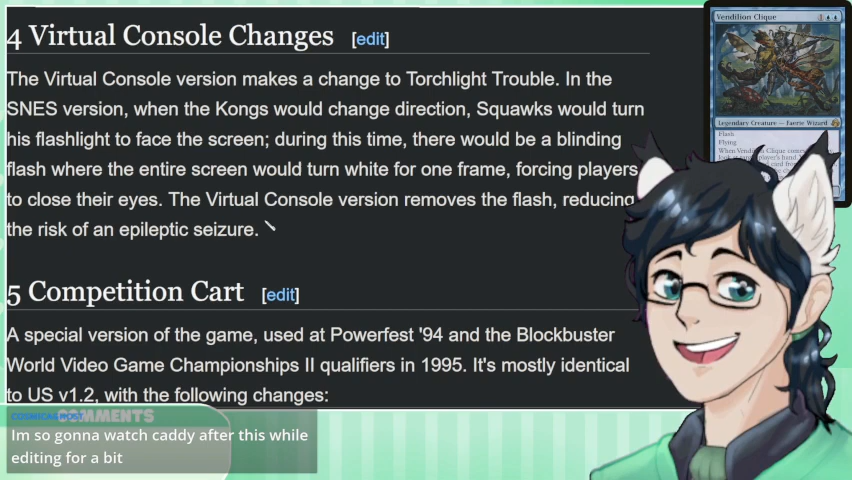 4 Virtual Console Changes [edit]
The Virtual Console version makes a change to Torchlight Trouble. In the
SNES version, when the Kongs would change direction, Squawks would turn
his flashlight to face the screen; during this time, there would be a blinding
flash where the entire screen would turn white for one frame, forcing players
to close their eyes. The Virtual Console version removes the flash, reducing
the risk of an epileptic seizure.
5 Competition Cart [edit]
A special version of the game, used at Powerfest '94 and the Blockbuster
World Video Game Championships II qualifiers in 1995. It's mostly identical
to US v1.2, with the following changes:
COMMENTS
Im so gonna watch caddy after this while
editing for a bit
Vendilion Clique
Legendary Creature — Faerie Wizard
Flash
Flying